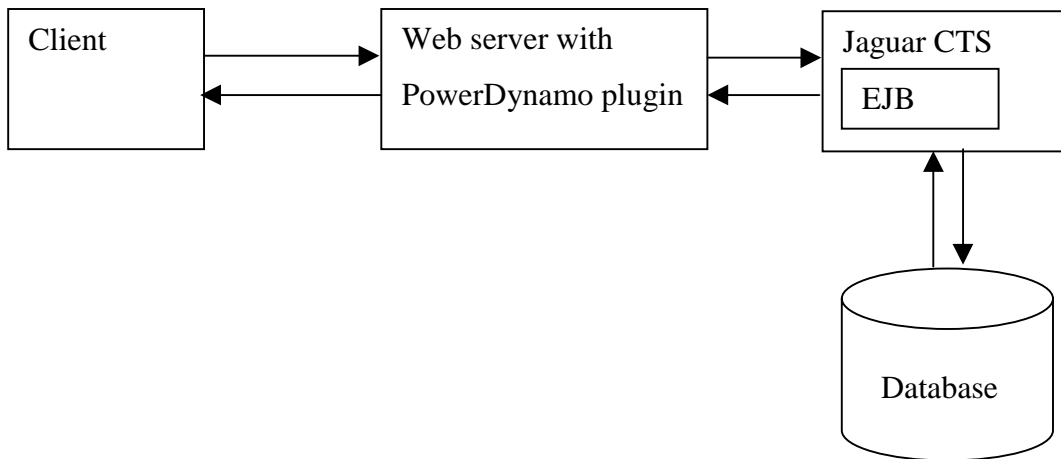 Client
Web server with
PowerDynamo plugin
Jaguar CTS
EJB
Database